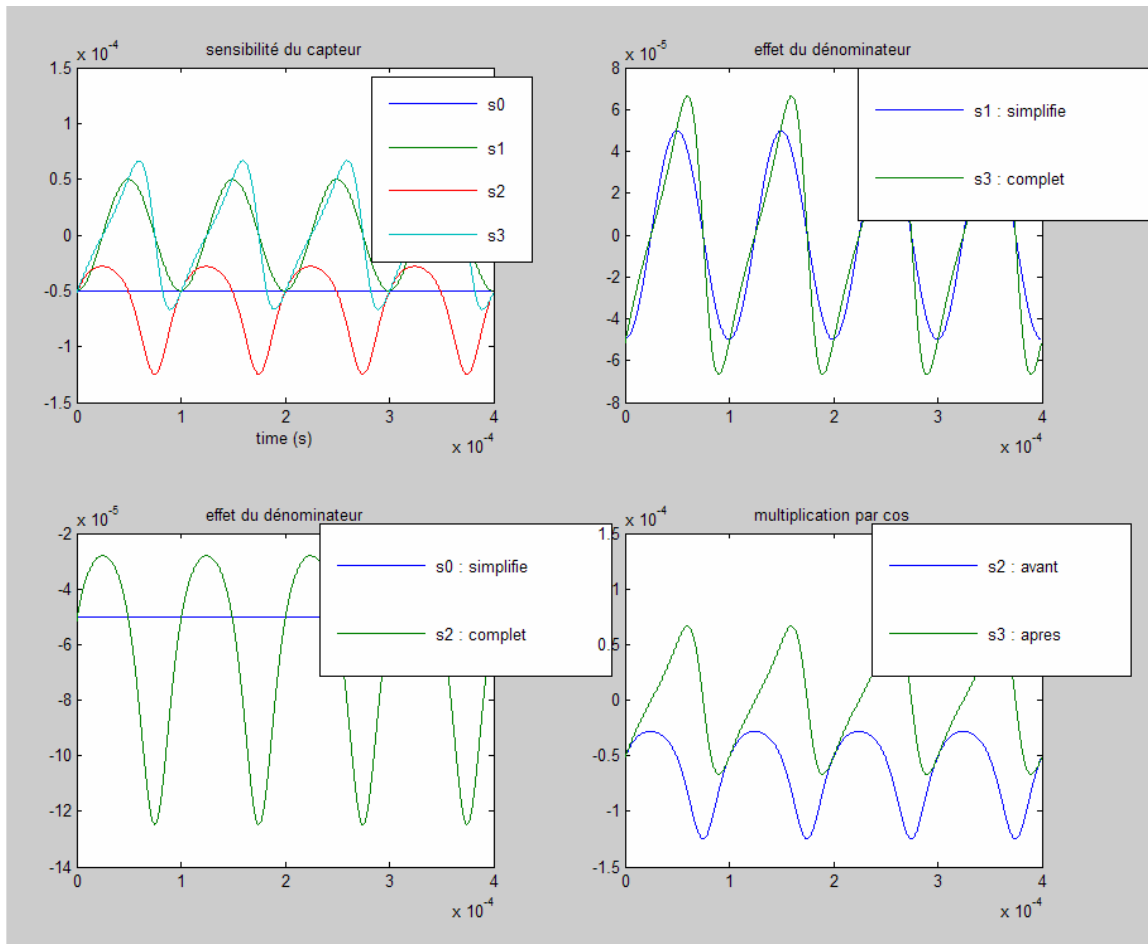 sensibilité du capteur
x 10^-4
1.5
1
0.5
0
-0.5
-1
-1.5
0 1 2 3 4
x 10^-4
time (s)
s0
s1
s2
s3
effet du dénominateur
x 10^-5
8
6
4
2
0
-2
-4
-6
-8
0 1 2 3 4
x 10^-4
s1 : simplifie
s3 : complet
effet du dénominateur
x 10^-5
-2
-4
-6
-8
-10
-12
-14
0 1 2 3 4
x 10^-4
s0 : simplifie
s2 : complet
multiplication par cos
x 10^-4
1.5
0.5
0
-0.5
-1
-1.5
0 1 2 3 4
x 10^-4
s2 : avant
s3 : apres